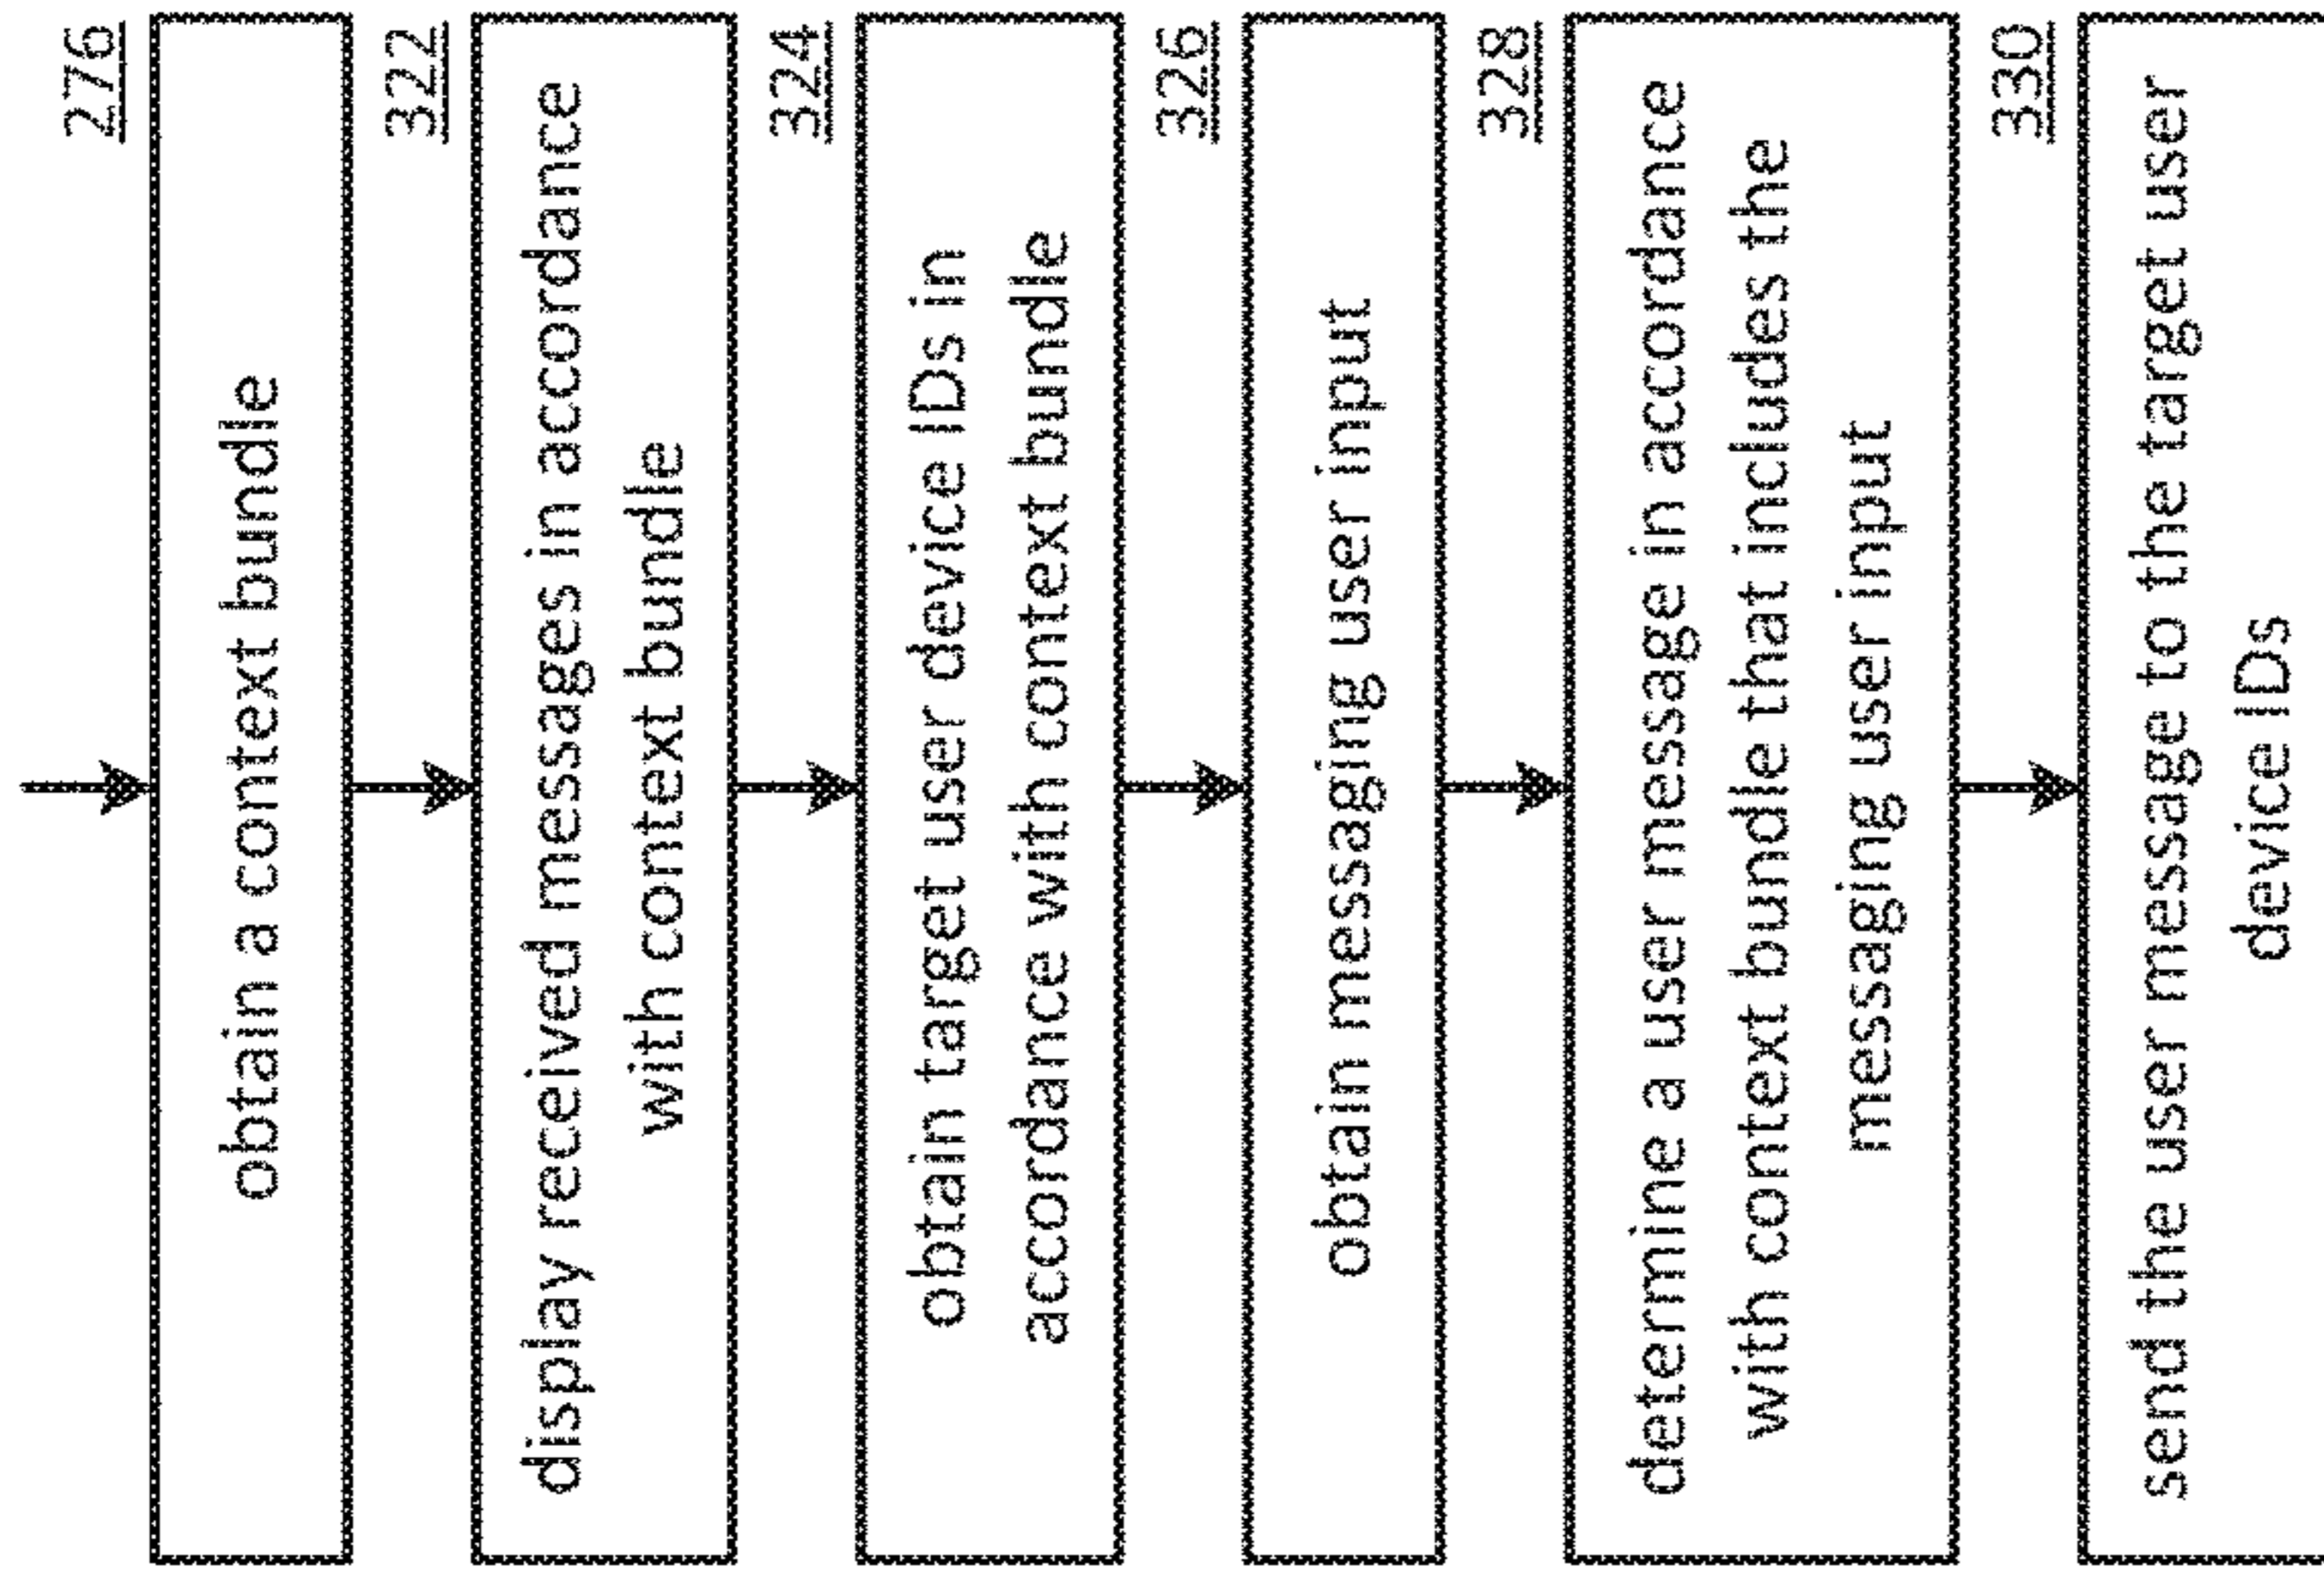 276
obtain a context bundle
322
display received messages in accordance
with context bundle
324
obtain target user device IDs in
accordance with context bundle
326
obtain messaging user input
328
determine a user message in accordance
with context bundle that includes the
messaging user input
330
send the user message to the target user
device IDs